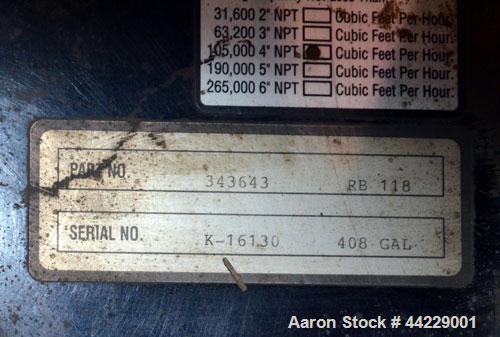 31,600 2" NPT Cubic Feet Per Hour.
63,200 3" NPT Cubic Feet Per Hour.
105,000 4" NPT Cubic Feet Per Hour.
190,000 5" NPT Cubic Feet Per Hour.
265,000 6" NPT Cubic Feet Per Hour.
PART NO. 343643 RB 118
SERIAL NO. K-16130 408 GAL
Aaron Stock # 44229001